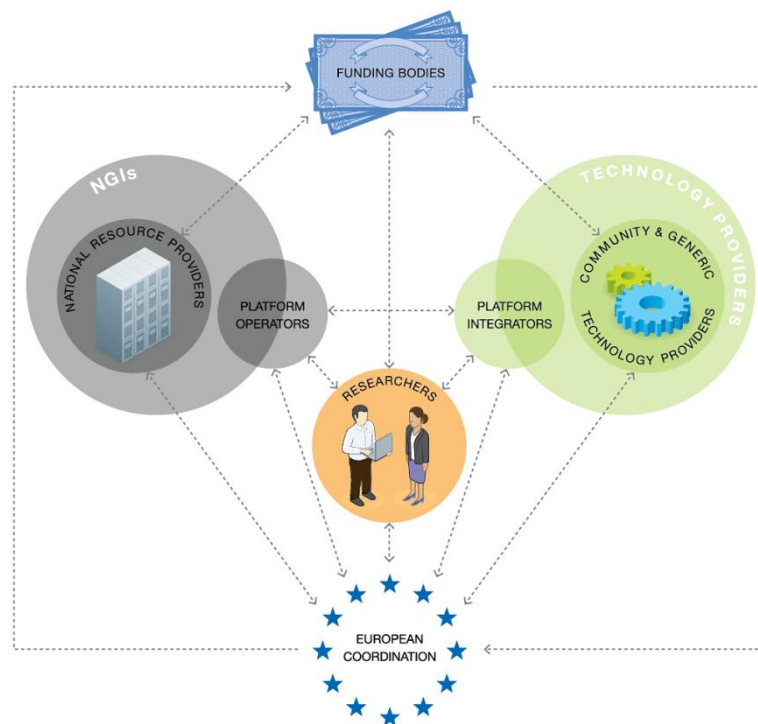 FUNDING BODIES
NGIs
NATIONAL RESOURCE PROVIDERS
PLATFORM
OPERATORS
TECHNOLOGY PROVIDERS
COMMUNITY & GENERIC
TECHNOLOGY PROVIDERS
PLATFORM
INTEGRATORS
RESEARCHERS
EUROPEAN
COORDINATION